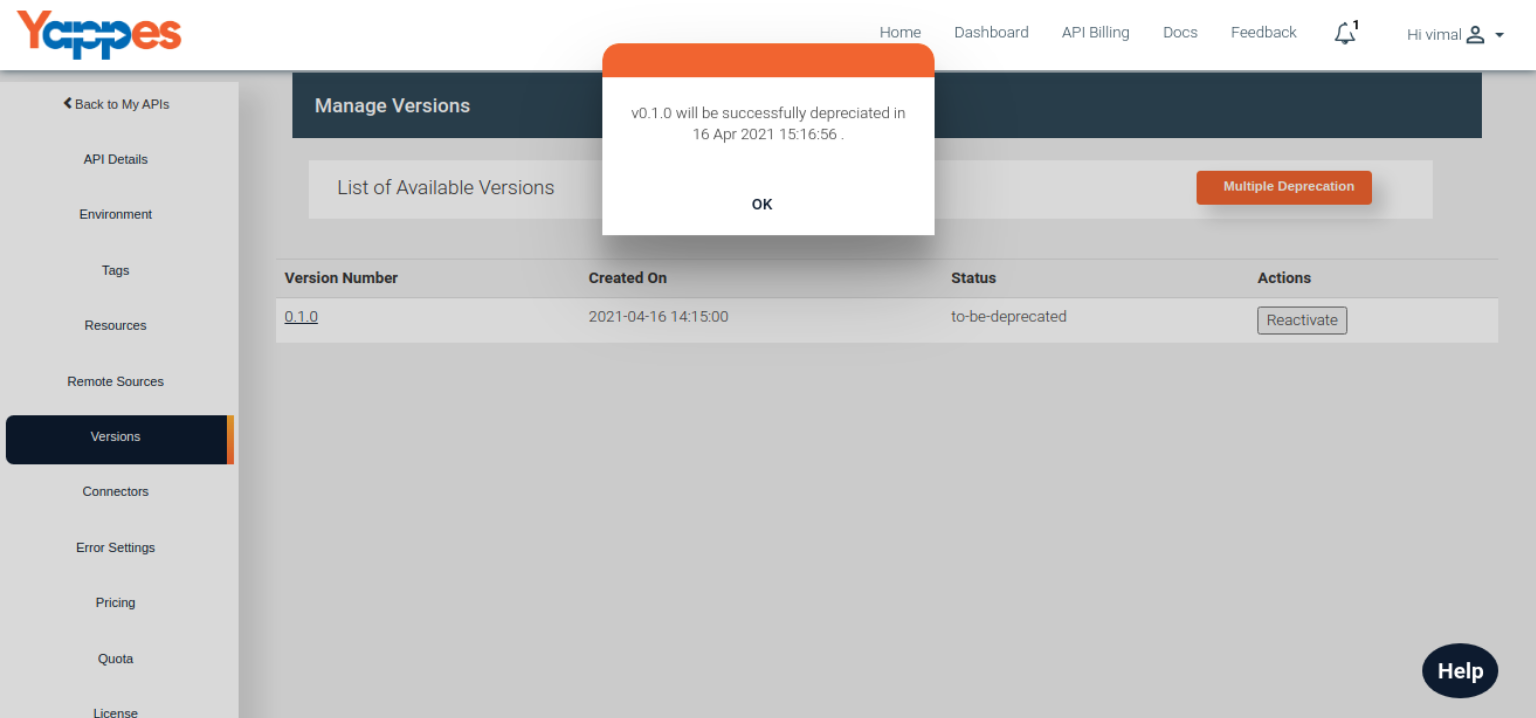 Yappes
Home Dashboard API Billing Docs Feedback 1 Hi vimal
Back to My APIs
API Details
Environment
Tags
Resources
Remote Sources
Versions
Connectors
Error Settings
Pricing
Quota
License
Manage Versions
v0.1.0 will be successfully depreciated in
16 Apr 2021 15:16:56 .
OK
List of Available Versions
Multiple Deprecation
Version Number Created On Status Actions
0.1.0 2021-04-16 14:15:00 to-be-deprecated Reactivate
Help